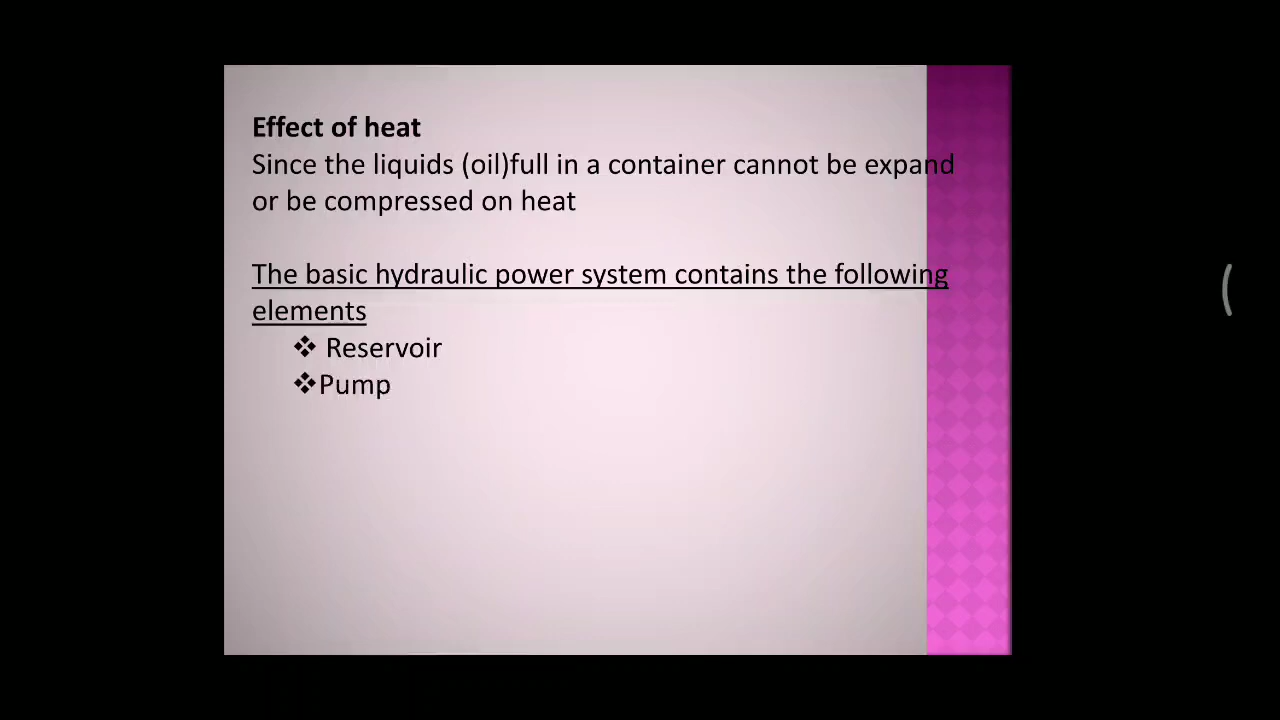 Effect of heat
Since the liquids (oil)full in a container cannot be expand
or be compressed on heat
The basic hydraulic power system contains the following
elements
❖ Reservoir
❖Pump